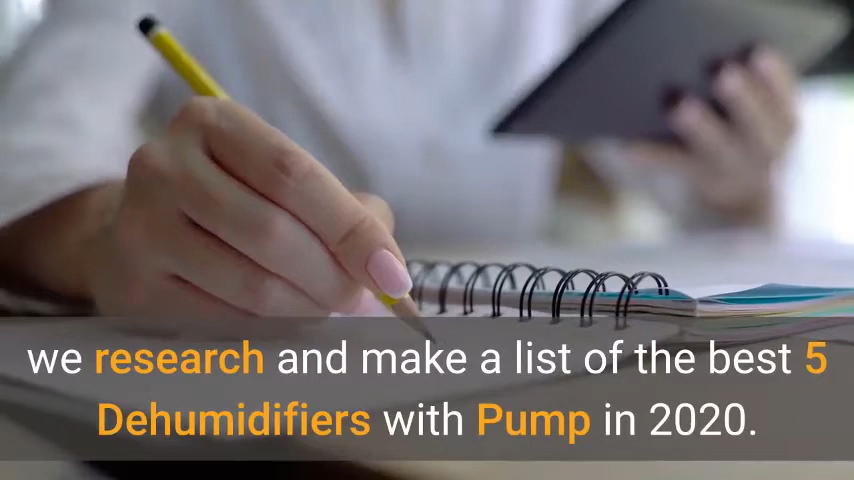 we research and make a list of the best 5
Dehumidifiers with Pump in 2020.